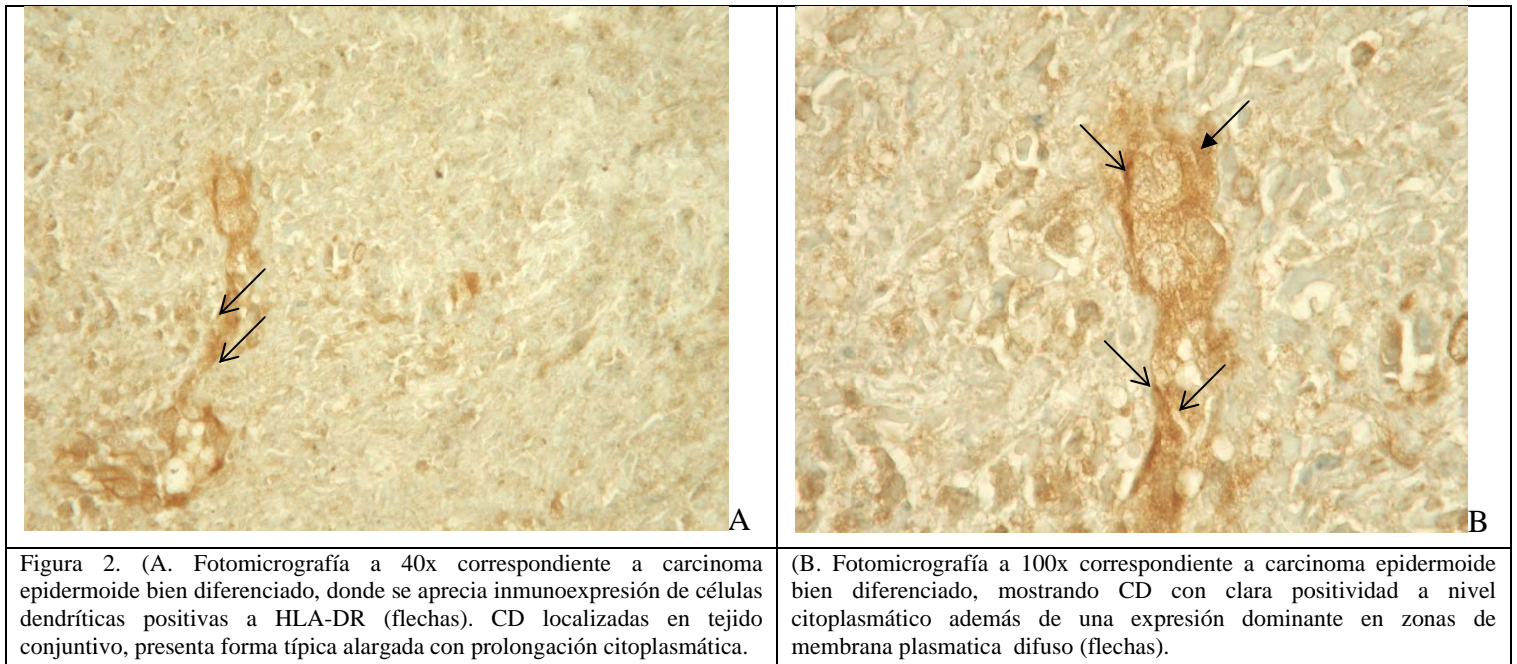 A
B
Figura 2. (A. Fotomicrografía a 40x correspondiente a carcinoma
epidermoide bien diferenciado, donde se aprecia inmunoexpresión de células
dendríticas positivas a HLA-DR (flechas). CD localizadas en tejido
conjuntivo, presenta forma típica alargada con prolongación citoplasmática.
(B. Fotomicrografía a 100x correspondiente a carcinoma epidermoide
bien diferenciado, mostrando CD con clara positividad a nivel
citoplasmático además de una expresión dominante en zonas de
membrana plasmatica difuso (flechas).